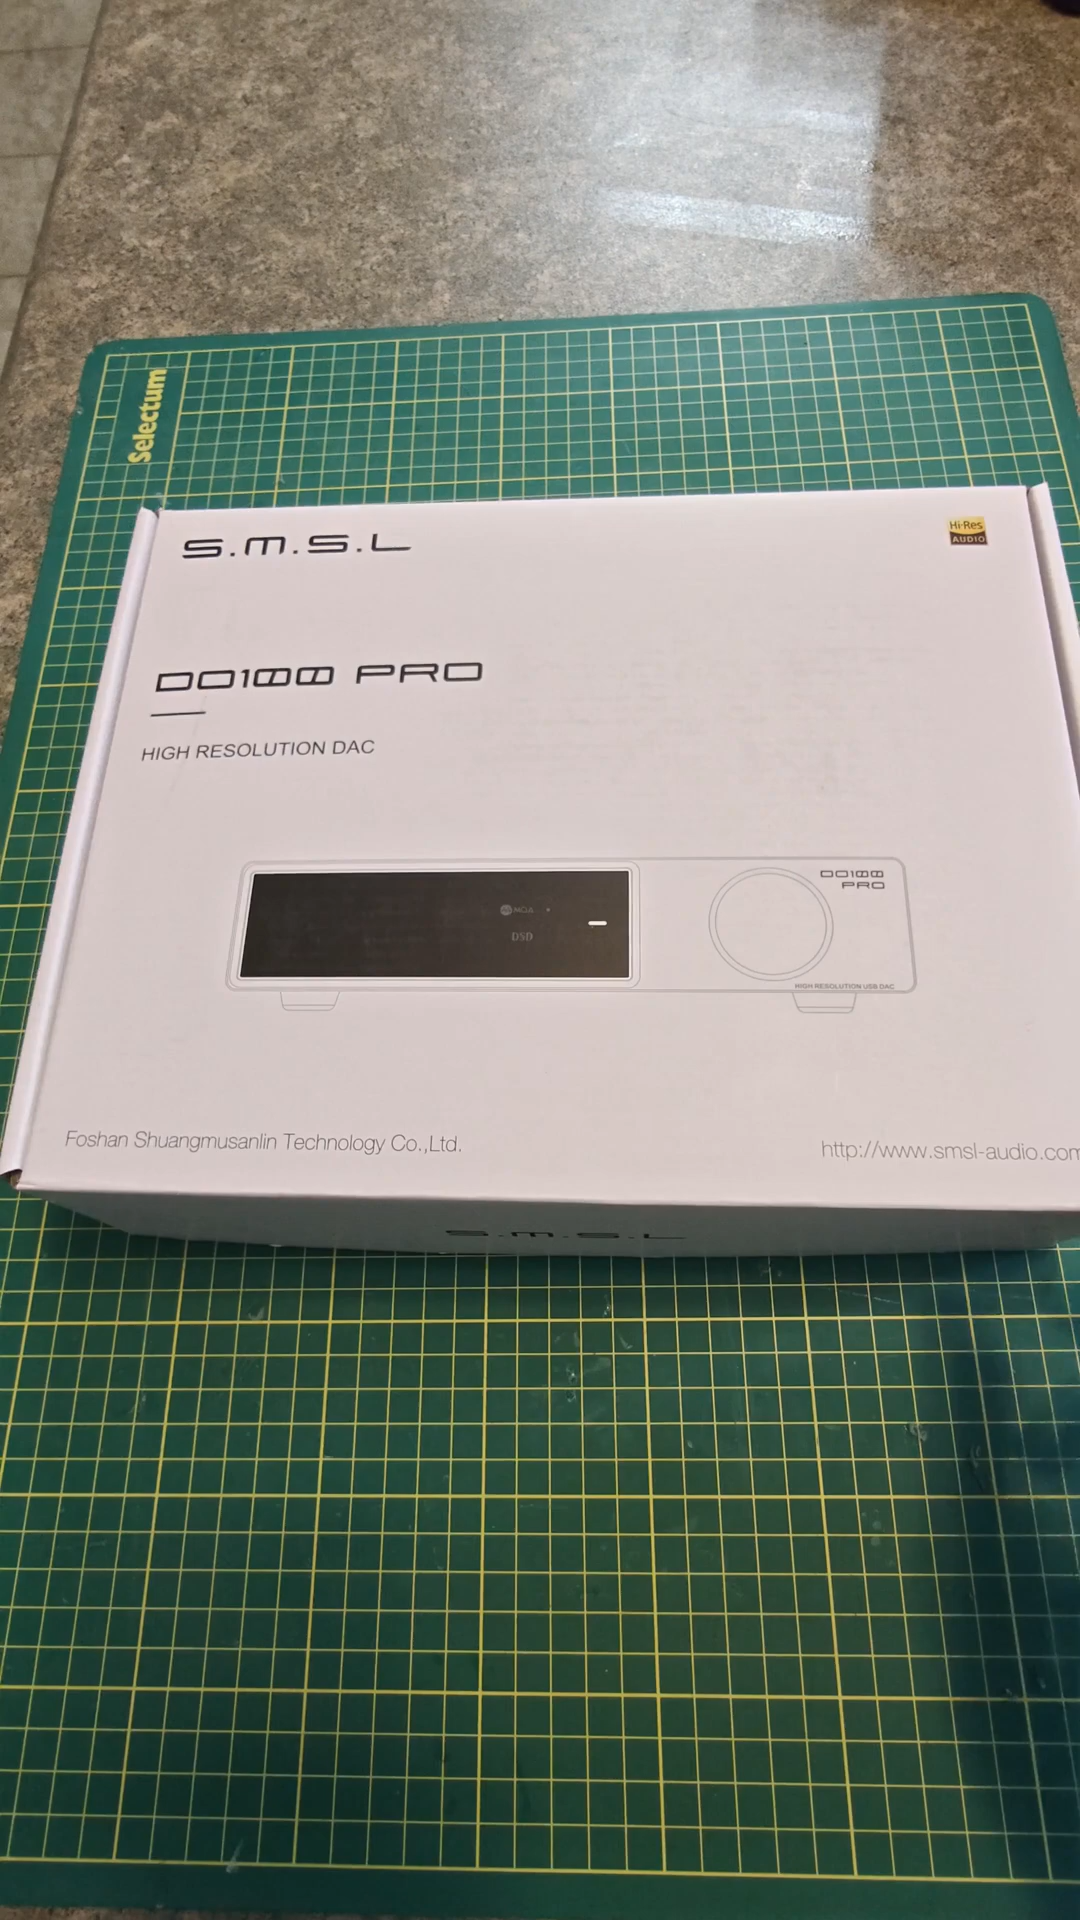 Selectum
S.M.S.L
Hi-Res
AUDIO
DO100 PRO
HIGH RESOLUTION DAC
DO100
PRO
MQA
DSD
HIGH RESOLUTION USB DAC
Foshan Shuangmusanlin Technology Co.,Ltd.
http://www.smsl-audio.com
S.M.S.L